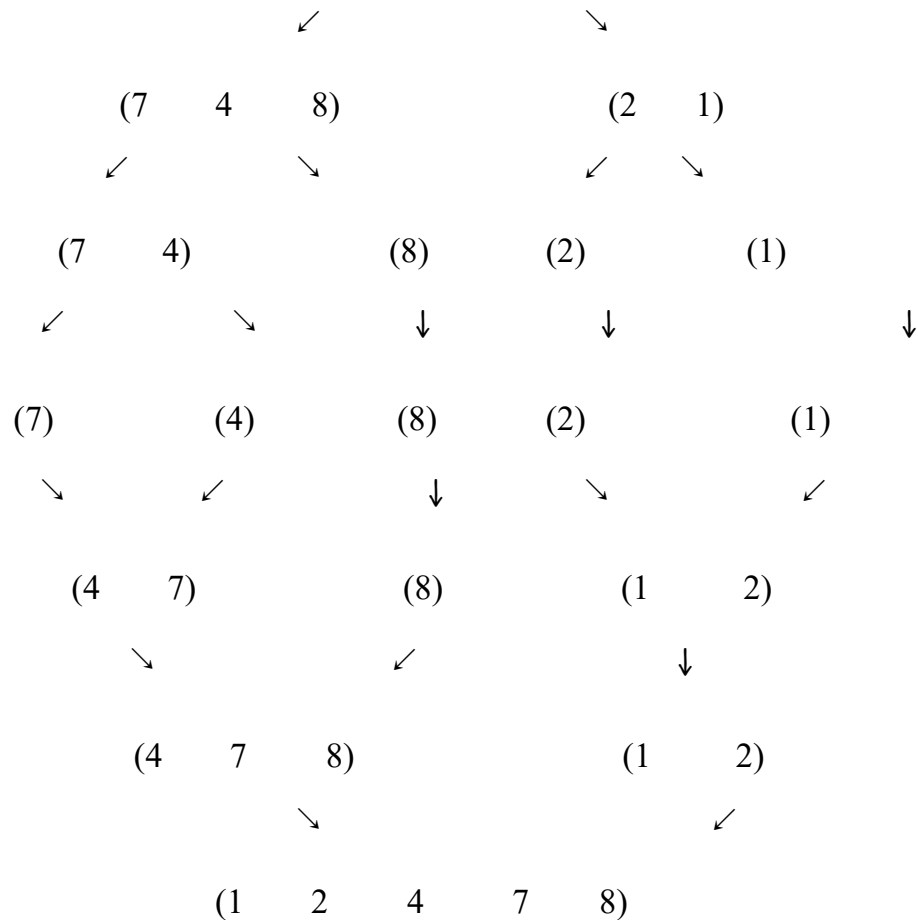 ↙ ↘
(7 4 8) (2 1)
↙ ↘ ↙ ↘
(7 4) (8) (2) (1)
↙ ↘ ↓ ↓ ↓
(7) (4) (8) (2) (1)
↘ ↙ ↓ ↘ ↙
(4 7) (8) (1 2)
↘ ↙ ↓
(4 7 8) (1 2)
↘ ↙
(1 2 4 7 8)